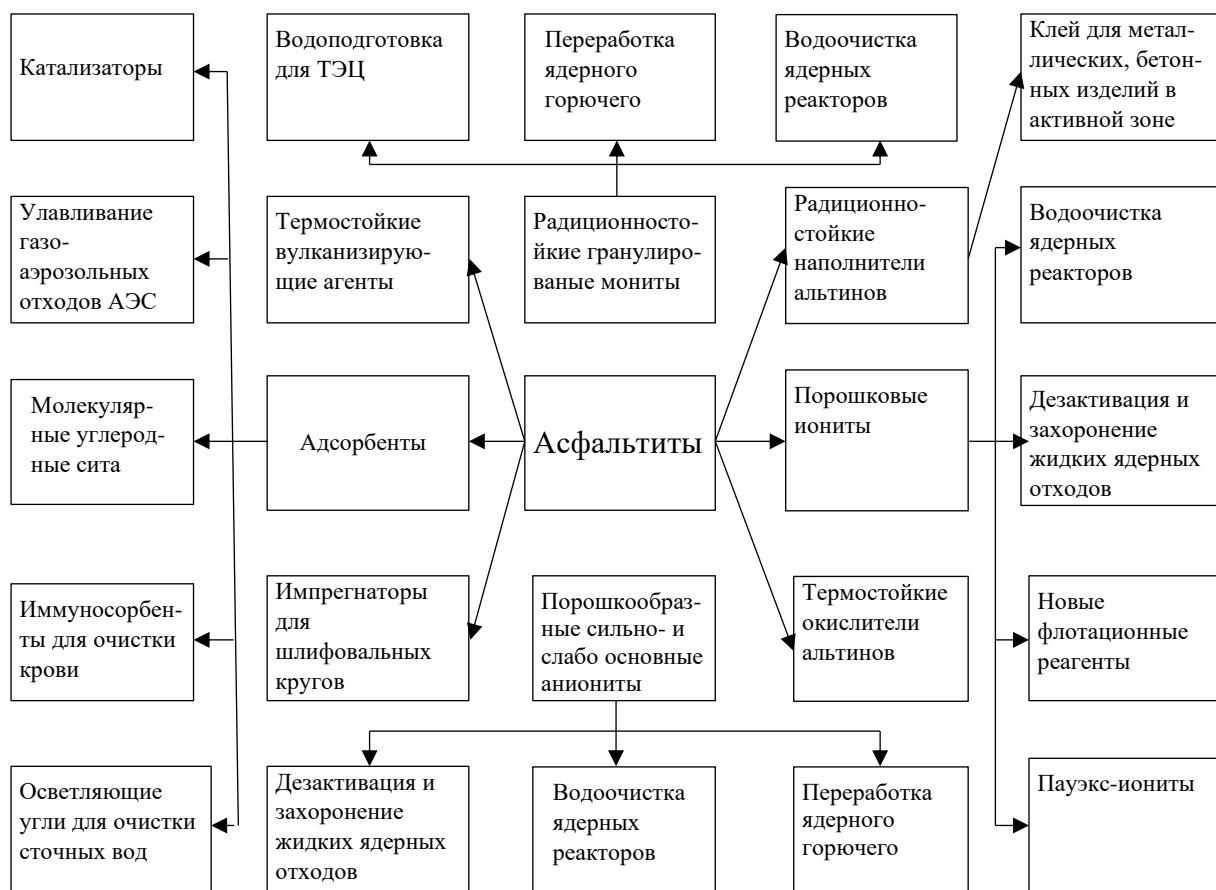 Катализаторы
Водоподготовка
для ТЭЦ
Переработка
ядерного
горючего
Водоочистка
ядерных
реакторов
Клей для метал-
лических, бетон-
ных изделий в
активной зоне
Улавливание
газо-
аэрозольных
отходов АЭС
Термостойкие
вулканизирую-
щие агенты
Радиционносто-
йкие гранулиро-
ваные мониты
Радиционно-
стойкие
наполнители
альтинов
Водоочистка
ядерных
реакторов
Молекуляр-
ные углерод-
ные сита
Адсорбенты
Асфальтиты
Порошковые
иониты
Дезактивация и
захоронение
жидких ядерных
отходов
Иммуносорбен-
ты для очистки
крови
Импрегнаторы
для
шлифовальных
кругов
Порошкообраз-
ные сильно- и
слабо основные
аниониты
Термостойкие
окислители
альтинов
Новые
флотационные
реагенты
Осветляющие
угли для очистки
сточных вод
Дезактивация и
захоронение
жидких ядерных
отходов
Водоочистка
ядерных
реакторов
Переработка
ядерного
горючего
Пауэкс-иониты